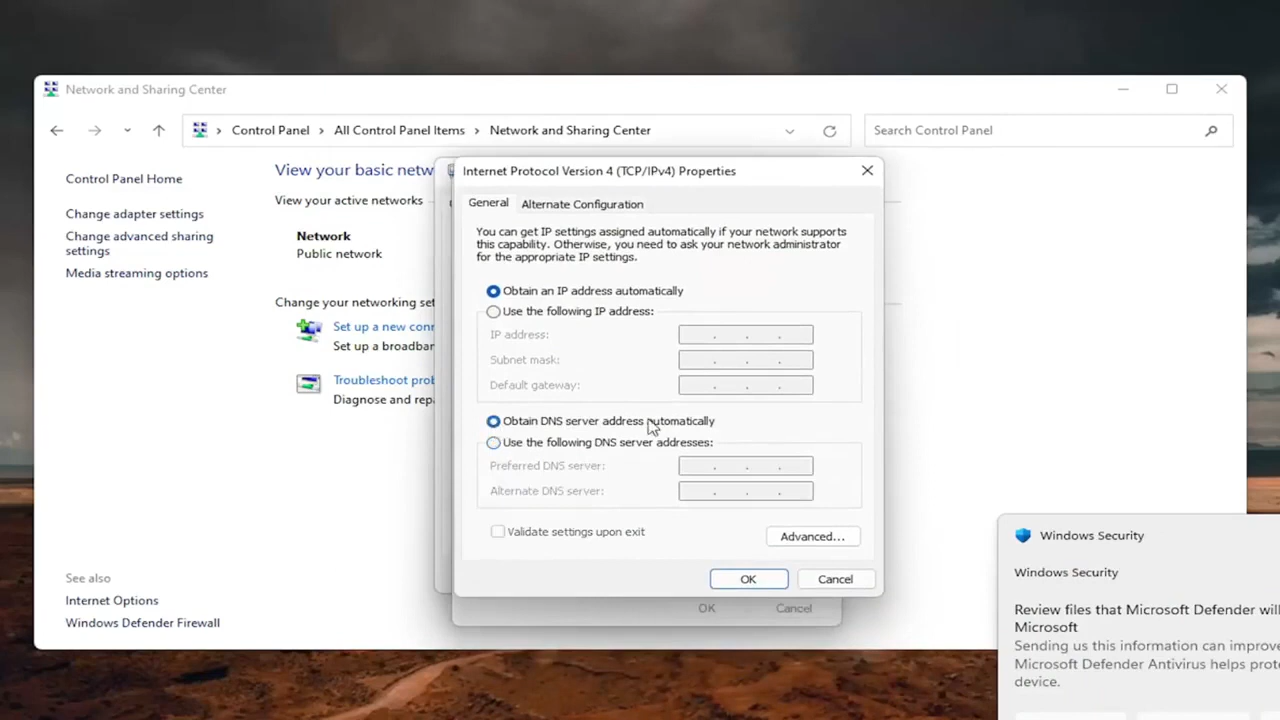 Network and Sharing Center
Control Panel > All Control Panel Items > Network and Sharing Center
Search Control Panel
Control Panel Home
Change adapter settings
Change advanced sharing
settings
Media streaming options
See also
Internet Options
Windows Defender Firewall
View your basic netw
View your active networks
Network
Public network
Change your networking set
Set up a new conn
Set up a broadbar
Troubleshoot prob
Diagnose and repa
Internet Protocol Version 4 (TCP/IPv4) Properties
General
Alternate Configuration
You can get IP settings assigned automatically if your network supports
this capability. Otherwise, you need to ask your network administrator
for the appropriate IP settings.
Obtain an IP address automatically
Use the following IP address:
IP address:
. . .
Subnet mask:
. . .
Default gateway:
. . .
Obtain DNS server address automatically
Use the following DNS server addresses:
Preferred DNS server:
. . .
Alternate DNS server:
. . .
Validate settings upon exit
Advanced...
OK
Cancel
OK
Cancel
Windows Security
Windows Security
Review files that Microsoft Defender will
Microsoft
Sending us this information can improve
Microsoft Defender Antivirus helps prote
device.